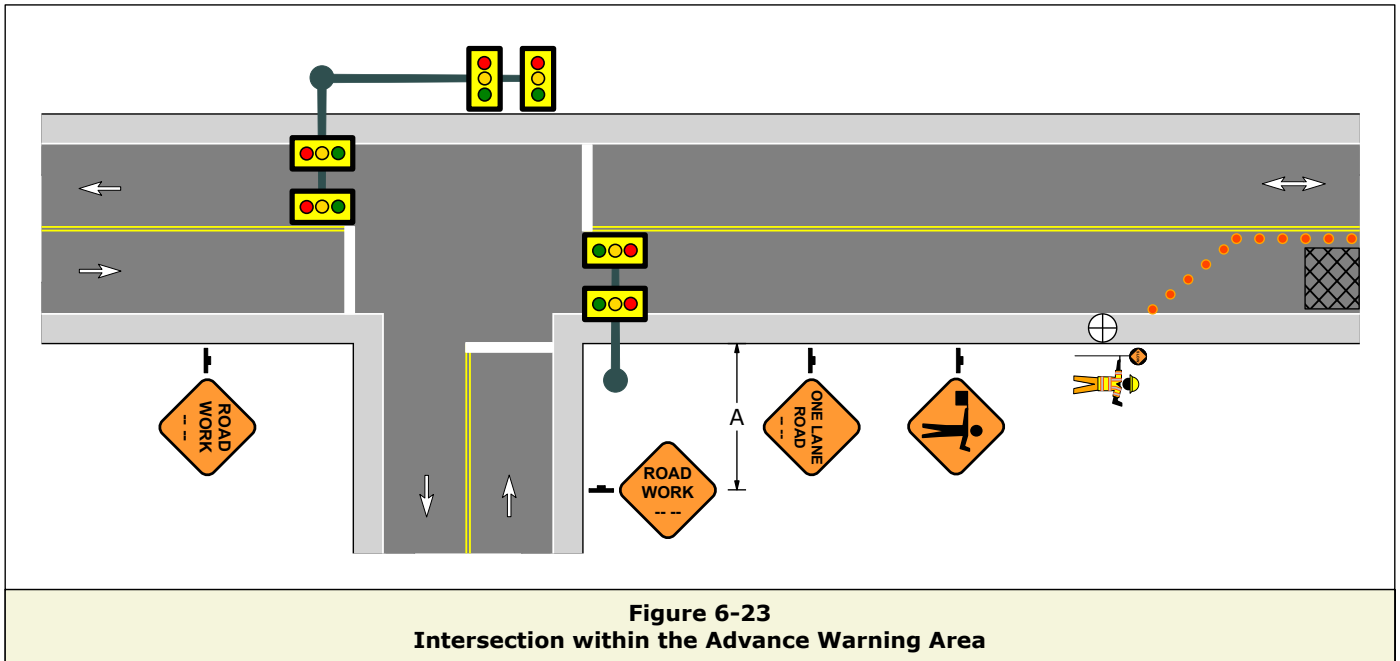 ROAD
WORK
-- --
ROAD
WORK
-- --
A
ONE LANE
ROAD
-- --
Figure 6-23
Intersection within the Advance Warning Area